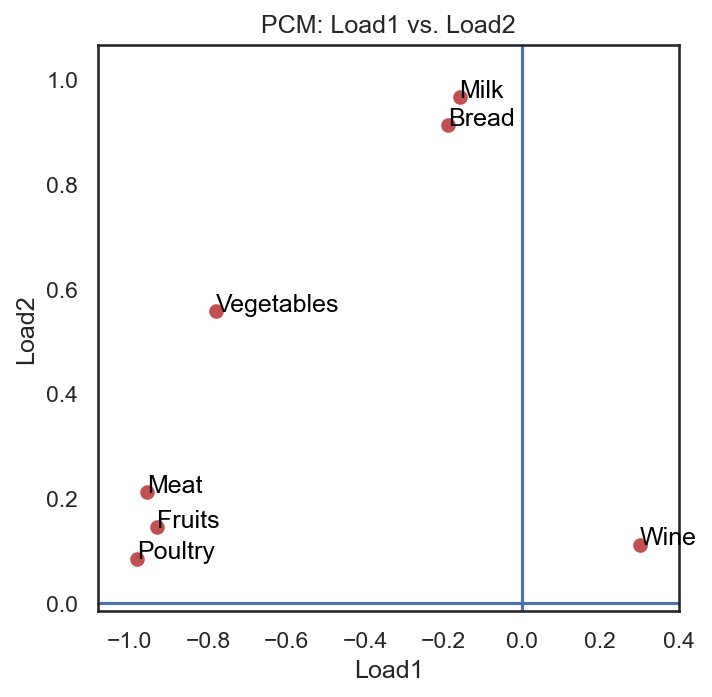 PCM: Load1 vs. Load2
1.0
0.8
0.6
0.4
0.2
0.0
Load2
Milk
Bread
Vegetables
Meat
Fruits
Poultry
Wine
−1.0 −0.8 −0.6 −0.4 −0.2 0.0 0.2 0.4
Load1